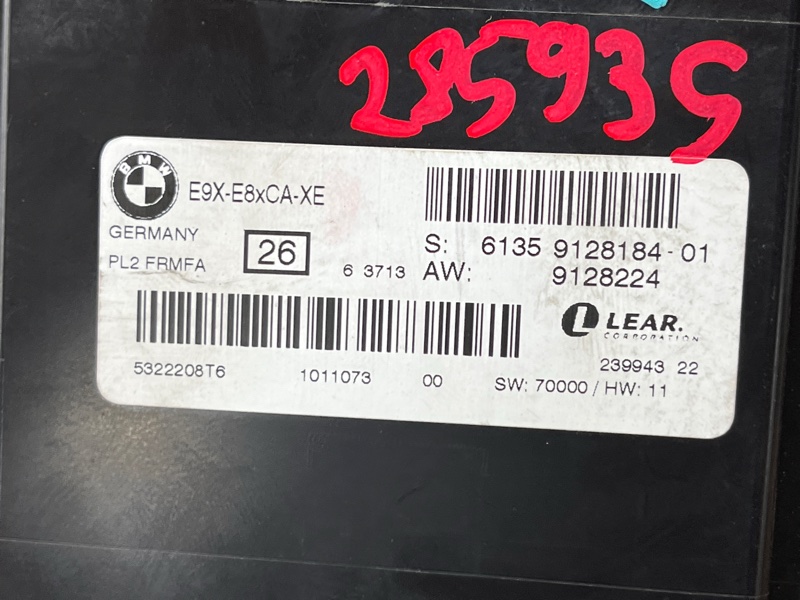 285935
BMW
E9X-E8xCA-XE
GERMANY
26
PL2 FRMFA
6 3713
S: 6135 9128184-01
AW: 9128224
LEAR.
CORPORATION
239943 22
5322208T6 1011073 00 SW: 70000 / HW: 11